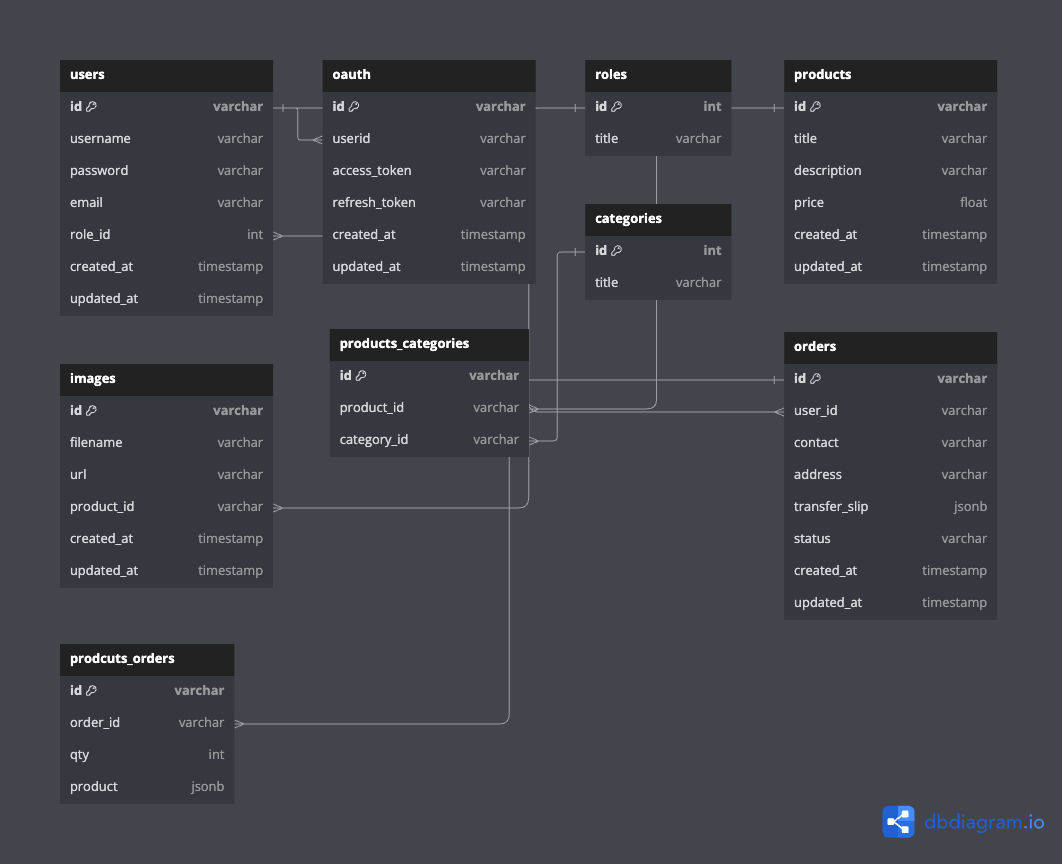 users
id varchar
username varchar
password varchar
email varchar
role_id int
created_at timestamp
updated_at timestamp
oauth
id varchar
userid varchar
access_token varchar
refresh_token varchar
created_at timestamp
updated_at timestamp
roles
id int
title varchar
products
id varchar
title varchar
description varchar
price float
created_at timestamp
updated_at timestamp
categories
id int
title varchar
products_categories
id varchar
product_id varchar
category_id varchar
orders
id varchar
user_id varchar
contact varchar
address varchar
transfer_slip jsonb
status varchar
created_at timestamp
updated_at timestamp
images
id varchar
filename varchar
url varchar
product_id varchar
created_at timestamp
updated_at timestamp
prodcuts_orders
id varchar
order_id varchar
qty int
product jsonb
dbdiagram.io